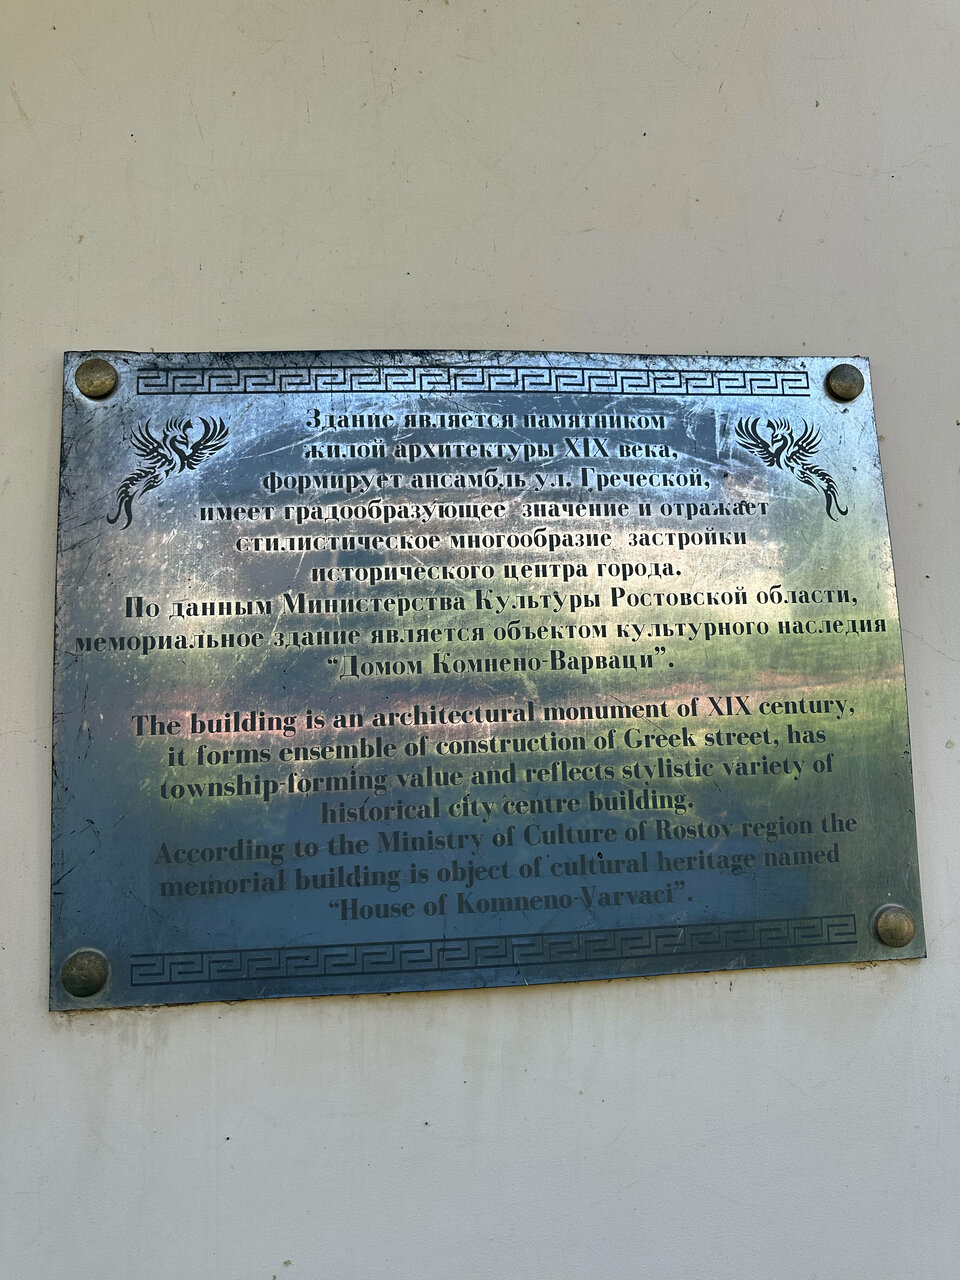 Здание является памятником
жилой архитектуры XIX века,
формирует ансамбль ул. Греческой,
имеет градообразующее значение и отражает
стилистическое многообразие застройки
исторического центра города.
По данным Министерства Культуры Ростовской области,
мемориальное здание является объектом культурного наследия
“Домом Комнено-Варваци”.
The building is an architectural monument of XIX century,
it forms ensemble of construction of Greek street, has
township-forming value and reflects stylistic variety of
historical city centre building.
According to the Ministry of Culture of Rostov region the
memorial building is object of cultural heritage named
“House of Komneno-Varvaci”.